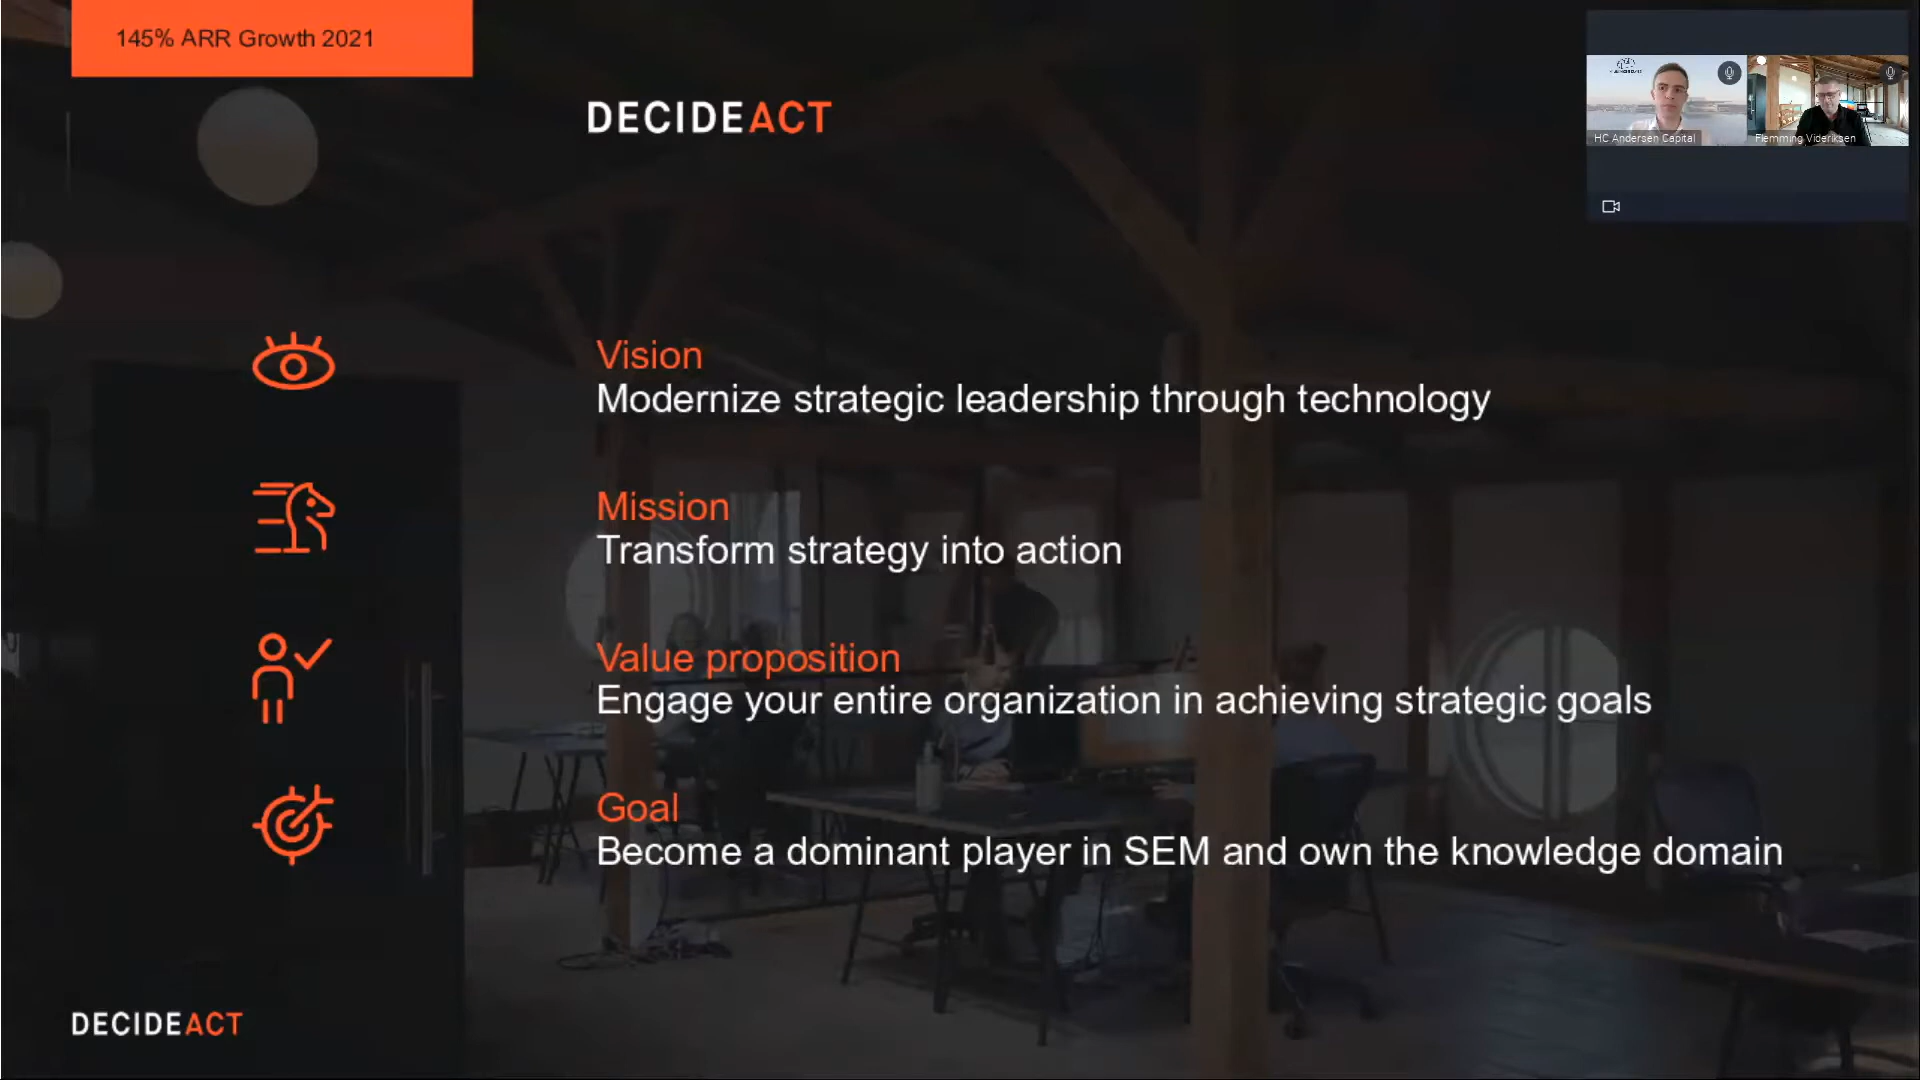 145% ARR Growth 2021
DECIDEACT
HC Andersen Capital
Flemming Videriksen
Vision
Modernize strategic leadership through technology
Mission
Transform strategy into action
Value proposition
Engage your entire organization in achieving strategic goals
Goal
Become a dominant player in SEM and own the knowledge domain
DECIDEACT